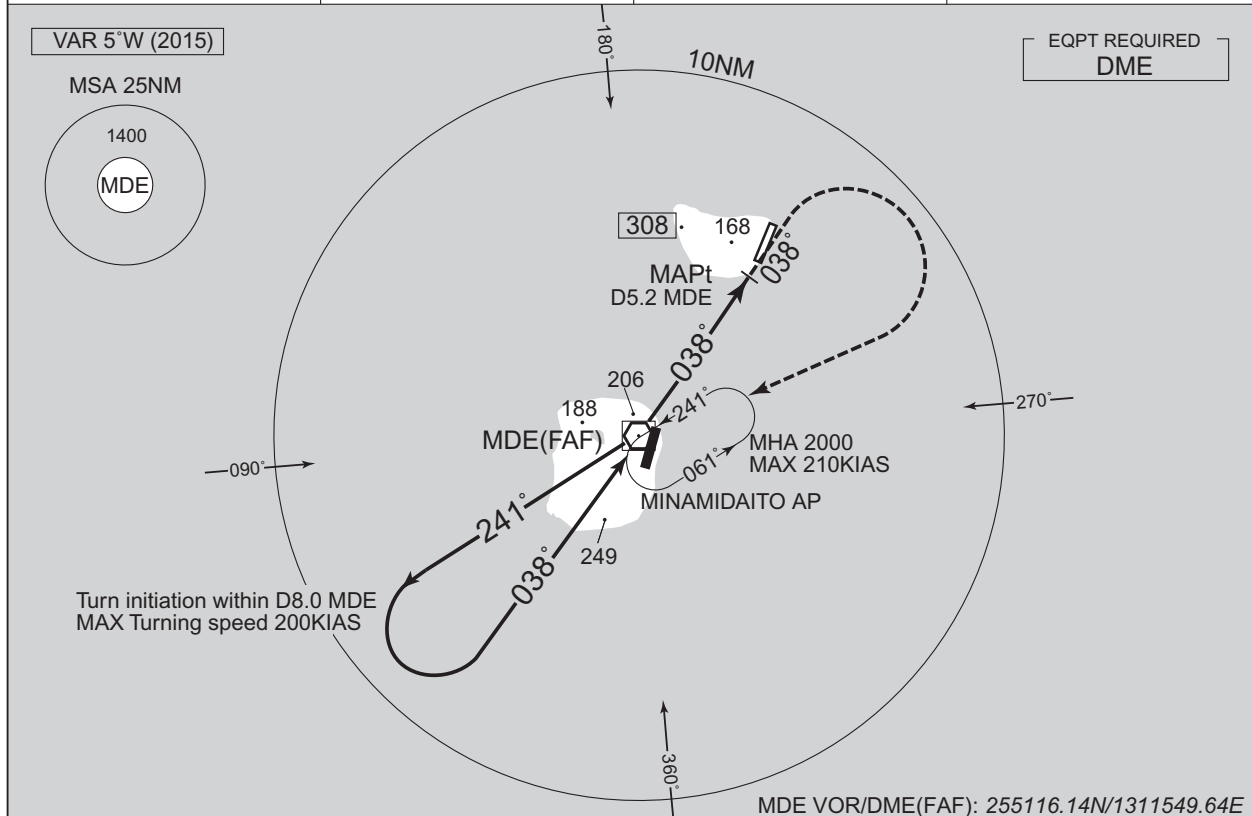 VAR 5°W (2015)
180°
10NM
EQPT REQUIRED
DME
MSA 25NM
1400
MDE
308
168
038°
MAPt
D5.2 MDE
038°
206
188
241°
270°
MDE(FAF)
MHA 2000
MAX 210KIAS
061°
090°
MINAMIDAITO AP
241°
249
038°
Turn initiation within D8.0 MDE
MAX Turning speed 200KIAS
360°
MDE VOR/DME(FAF): 255116.14N/1311549.64E